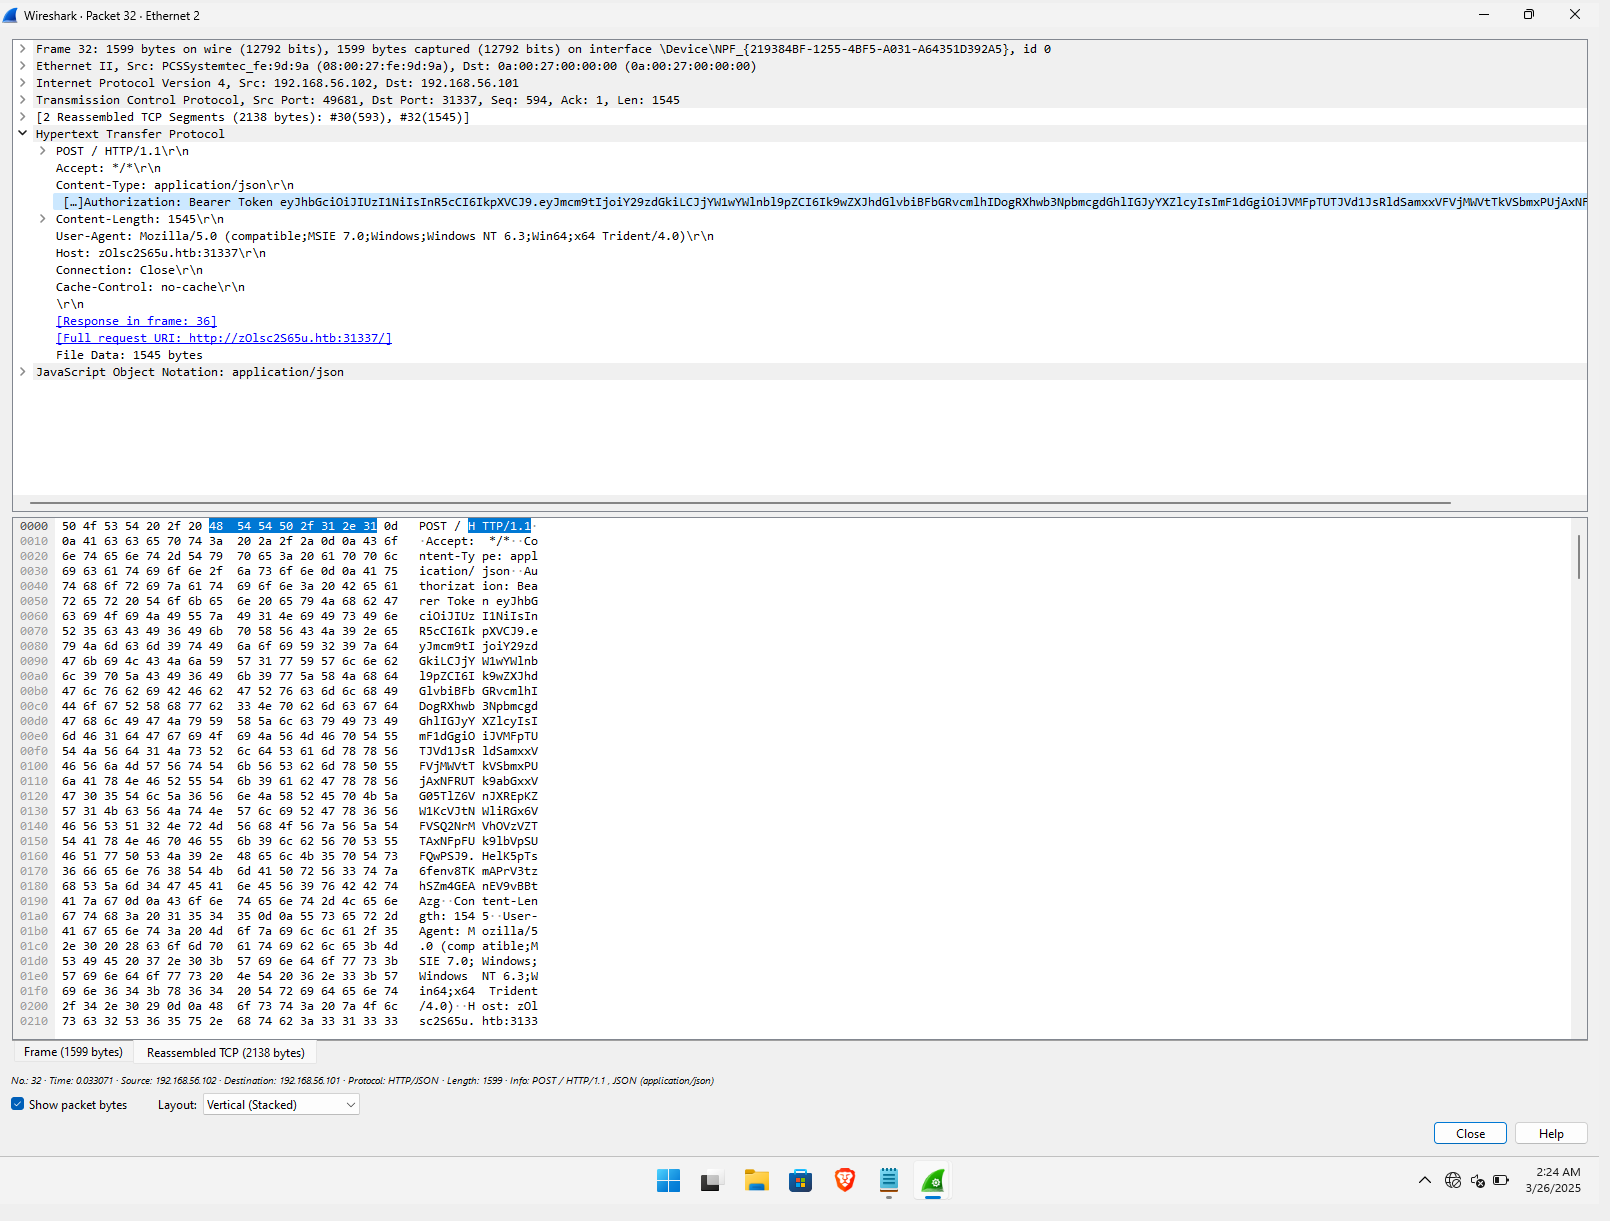 Wireshark · Packet 32 · Ethernet 2
Frame 32: 1599 bytes on wire (12792 bits), 1599 bytes captured (12792 bits) on interface \Device\NPF_{219384BF-1255-4BF5-A031-A64351D392A5}, id 0
Ethernet II, Src: PCSSystemtec_fe:9d:9a (08:00:27:fe:9d:9a), Dst: 0a:00:27:00:00:00 (0a:00:27:00:00:00)
Internet Protocol Version 4, Src: 192.168.56.102, Dst: 192.168.56.101
Transmission Control Protocol, Src Port: 49681, Dst Port: 31337, Seq: 594, Ack: 1, Len: 1545
[2 Reassembled TCP Segments (2138 bytes): #30(593), #32(1545)]
Hypertext Transfer Protocol
POST / HTTP/1.1\r\n
Accept: */*\r\n
Content-Type: application/json\r\n
[…]Authorization: Bearer Token eyJhbGciOiJIUzI1NiIsInR5cCI6IkpXVCJ9.eyJmcm9tIjoiY29zdGkiLCJjYW1wYWlnbl9pZCI6Ik9wZXJhdGlvbiBFbGRvcmlhIDogRXhwb3NpbmcgdGhlIGJyYXZlcyIsImF1dGgiOiJVMFpTUTJVd1JsRldSamxxVFVjMWVtTkVSbmxPUjAxNF
Content-Length: 1545\r\n
User-Agent: Mozilla/5.0 (compatible;MSIE 7.0;Windows;Windows NT 6.3;Win64;x64 Trident/4.0)\r\n
Host: zOlsc2S65u.htb:31337\r\n
Connection: Close\r\n
Cache-Control: no-cache\r\n
\r\n
[Response in frame: 36]
[Full request URI: http://zOlsc2S65u.htb:31337/]
File Data: 1545 bytes
JavaScript Object Notation: application/json
0000 50 4f 53 54 20 2f 20 48 54 54 50 2f 31 2e 31 0d POST / H TTP/1.1·
0010 0a 41 63 63 65 70 74 3a 20 2a 2f 2a 0d 0a 43 6f ·Accept: */*··Co
0020 6e 74 65 6e 74 2d 54 79 70 65 3a 20 61 70 70 6c ntent-Ty pe: appl
0030 69 63 61 74 69 6f 6e 2f 6a 73 6f 6e 0d 0a 41 75 ication/ json··Au
0040 74 68 6f 72 69 7a 61 74 69 6f 6e 3a 20 42 65 61 thorizat ion: Bea
0050 72 65 72 20 54 6f 6b 65 6e 20 65 79 4a 68 62 47 rer Toke n eyJhbG
0060 63 69 4f 69 4a 49 55 7a 49 31 4e 69 49 73 49 6e ciOiJIUz I1NiIsIn
0070 52 35 63 43 49 36 49 6b 70 58 56 43 4a 39 2e 65 R5cCI6Ik pXVCJ9.e
0080 79 4a 6d 63 6d 39 74 49 6a 6f 69 59 32 39 7a 64 yJmcm9tI joiY29zd
0090 47 6b 69 4c 43 4a 6a 59 57 31 77 59 57 6c 6e 62 GkiLCJjY W1wYWlnb
00a0 6c 39 70 5a 43 49 36 49 6b 39 77 5a 58 4a 68 64 l9pZCI6I k9wZXJhd
00b0 47 6c 76 62 69 42 46 62 47 52 76 63 6d 6c 68 49 GlvbiBFb GRvcmlhI
00c0 44 6f 67 52 58 68 77 62 33 4e 70 62 6d 63 67 64 DogRXhwb 3Npbmcgd
00d0 47 68 6c 49 47 4a 79 59 58 5a 6c 63 79 49 73 49 GhlIGJyY XZlcyIsI
00e0 6d 46 31 64 47 67 69 4f 69 4a 56 4d 46 70 54 55 mF1dGgiO iJVMFpTU
00f0 54 4a 56 64 31 4a 73 52 6c 64 53 61 6d 78 78 56 TJVd1JsR ldSamxxV
0100 46 56 6a 4d 57 56 74 54 6b 56 53 62 6d 78 50 55 FVjMWVtT kVSbmxPU
0110 6a 41 78 4e 46 52 55 54 6b 39 61 62 47 78 78 56 jAxNFRUT k9abGxxV
0120 47 30 35 54 6c 5a 36 56 6e 4a 58 52 45 70 4b 5a G05TlZ6V nJXREpKZ
0130 57 31 4b 63 56 4a 74 4e 57 6c 69 52 47 78 36 56 W1KcVJtN WliRGx6V
0140 46 56 53 51 32 4e 72 4d 56 68 4f 56 7a 56 5a 54 FVSQ2NrM VhOVzVZT
0150 54 41 78 4e 46 70 46 55 6b 39 6c 62 56 70 53 55 TAxNFpFU k9lbVpSU
0160 46 51 77 50 53 4a 39 2e 48 65 6c 4b 35 70 54 73 FQwPSJ9. HelK5pTs
0170 36 66 65 6e 76 38 54 4b 6d 41 50 72 56 33 74 7a 6fenv8TK mAPrV3tz
0180 68 53 5a 6d 34 47 45 41 6e 45 56 39 76 42 42 74 hSZm4GEA nEV9vBBt
0190 41 7a 67 0d 0a 43 6f 6e 74 65 6e 74 2d 4c 65 6e Azg··Con tent-Len
01a0 67 74 68 3a 20 31 35 34 35 0d 0a 55 73 65 72 2d gth: 154 5··User-
01b0 41 67 65 6e 74 3a 20 4d 6f 7a 69 6c 6c 61 2f 35 Agent: M ozilla/5
01c0 2e 30 20 28 63 6f 6d 70 61 74 69 62 6c 65 3b 4d .0 (comp atible;M
01d0 53 49 45 20 37 2e 30 3b 57 69 6e 64 6f 77 73 3b SIE 7.0; Windows;
01e0 57 69 6e 64 6f 77 73 20 4e 54 20 36 2e 33 3b 57 Windows NT 6.3;W
01f0 69 6e 36 34 3b 78 36 34 20 54 72 69 64 65 6e 74 in64;x64 Trident
0200 2f 34 2e 30 29 0d 0a 48 6f 73 74 3a 20 7a 4f 6c /4.0)··H ost: zOl
0210 73 63 32 53 36 35 75 2e 68 74 62 3a 33 31 33 33 sc2S65u. htb:3133
Frame (1599 bytes) Reassembled TCP (2138 bytes)
No.: 32 · Time: 0.033071 · Source: 192.168.56.102 · Destination: 192.168.56.101 · Protocol: HTTP/JSON · Length: 1599 · Info: POST / HTTP/1.1 , JSON (application/json)
Show packet bytes Layout: Vertical (Stacked)
Close Help
2:24 AM
3/26/2025